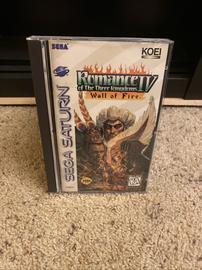 SEGA
KOEI
Romance IV
of The Three Kingdoms
Wall of Fire
SEGA SATURN